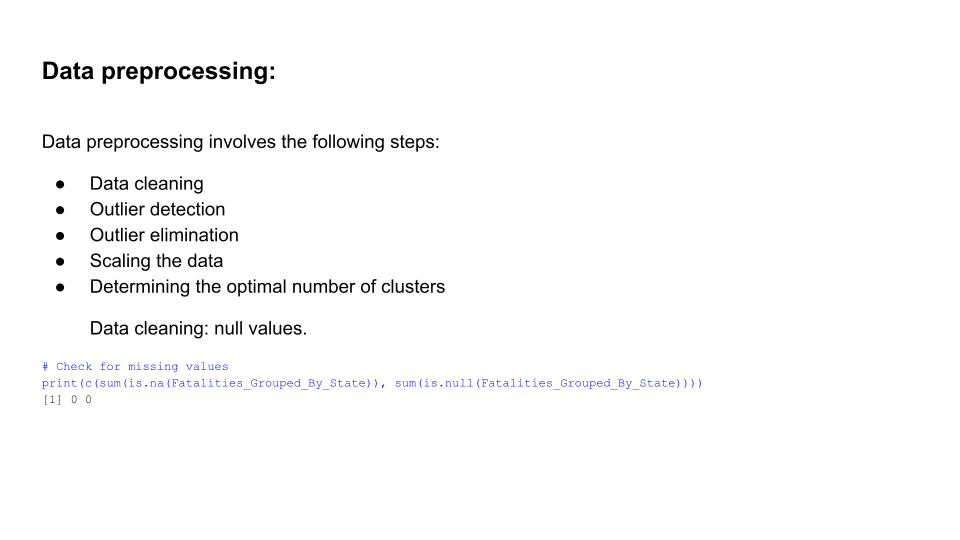 Data preprocessing:
Data preprocessing involves the following steps:
● Data cleaning
● Outlier detection
● Outlier elimination
● Scaling the data
● Determining the optimal number of clusters
Data cleaning: null values.
# Check for missing values
print(c(sum(is.na(Fatalities_Grouped_By_State)), sum(is.null(Fatalities_Grouped_By_State))))
[1] 0 0